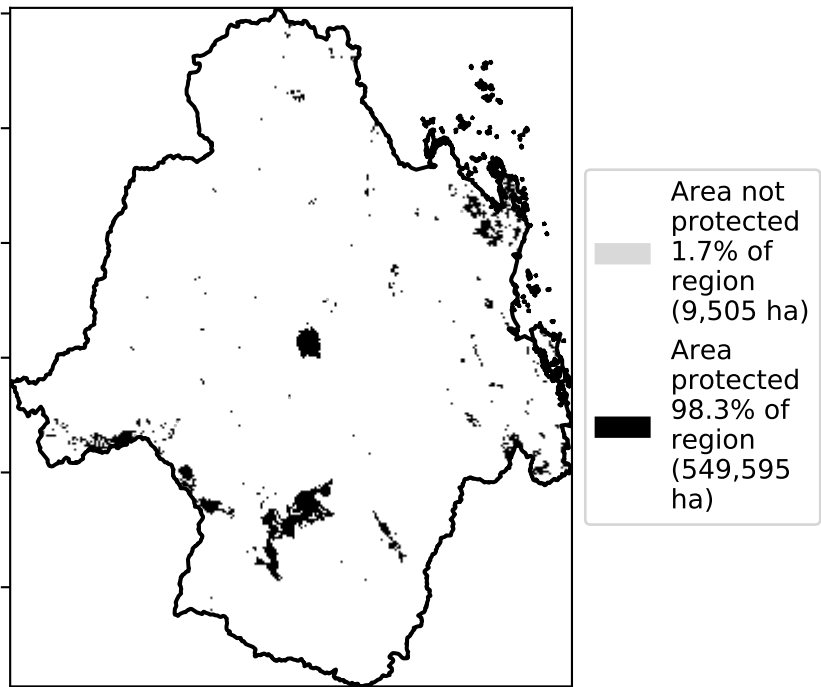 Area not
protected
1.7% of
region
(9,505 ha)
Area
protected
98.3% of
region
(549,595
ha)